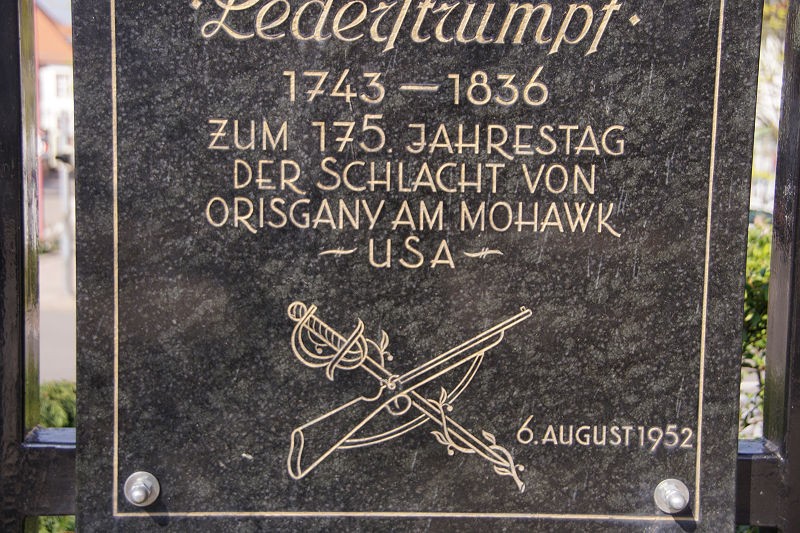 · Lederstrumpf ·
1743 – 1836
ZUM 175. JAHRESTAG
DER SCHLACHT VON
ORISGANY AM MOHAWK
~ USA ~
6. AUGUST 1952